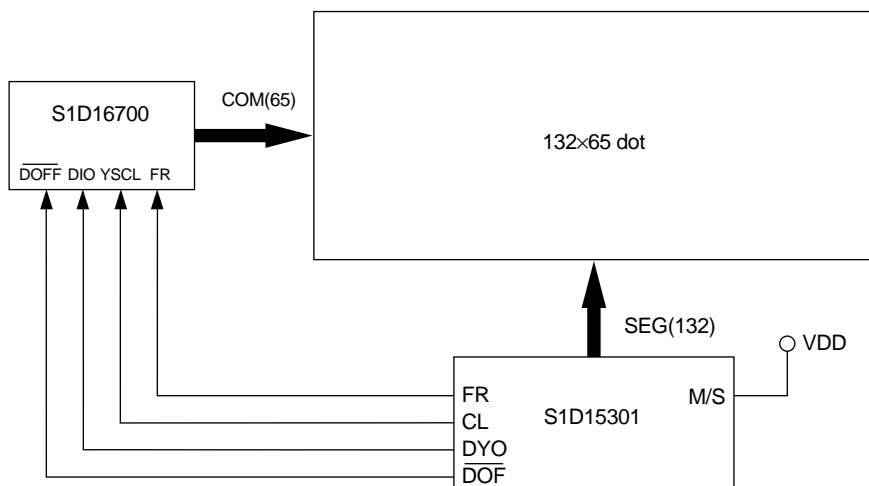 S1D16700
COM(65)
132×65 dot
DOFF DIO YSCL FR
SEG(132)
VDD
FR
M/S
CL
S1D15301
DYO
DOF